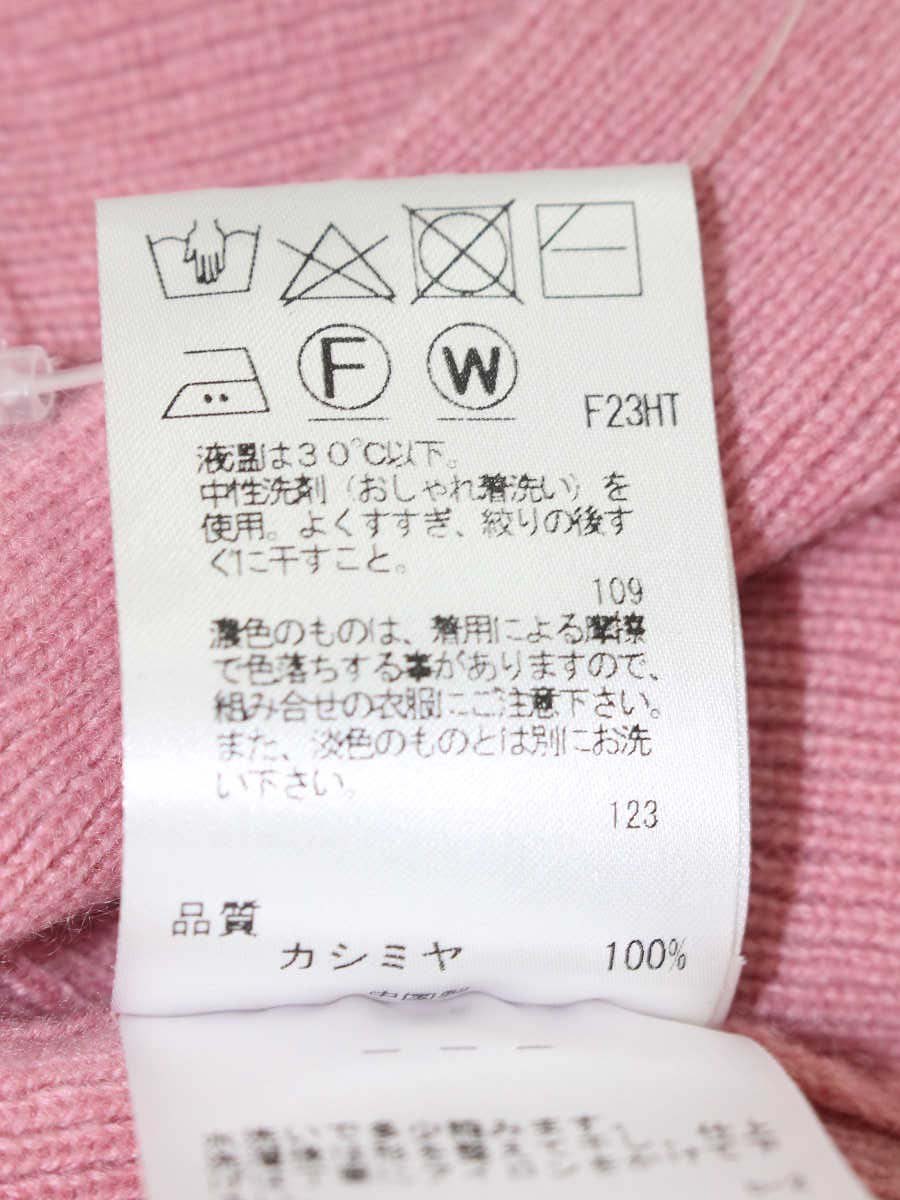 F W F23HT
液温は30℃以下。
中性洗剤（おしゃれ着洗い）を
使用。よくすすぎ、絞りの後す
ぐに干すこと。
109
濃色のものは、着用による摩擦
で色落ちする事がありますので、
組み合せの衣服にご注意下さい。
また、淡色のものとは別にお洗
い下さい。
123
品質
カシミヤ 100%
中国製